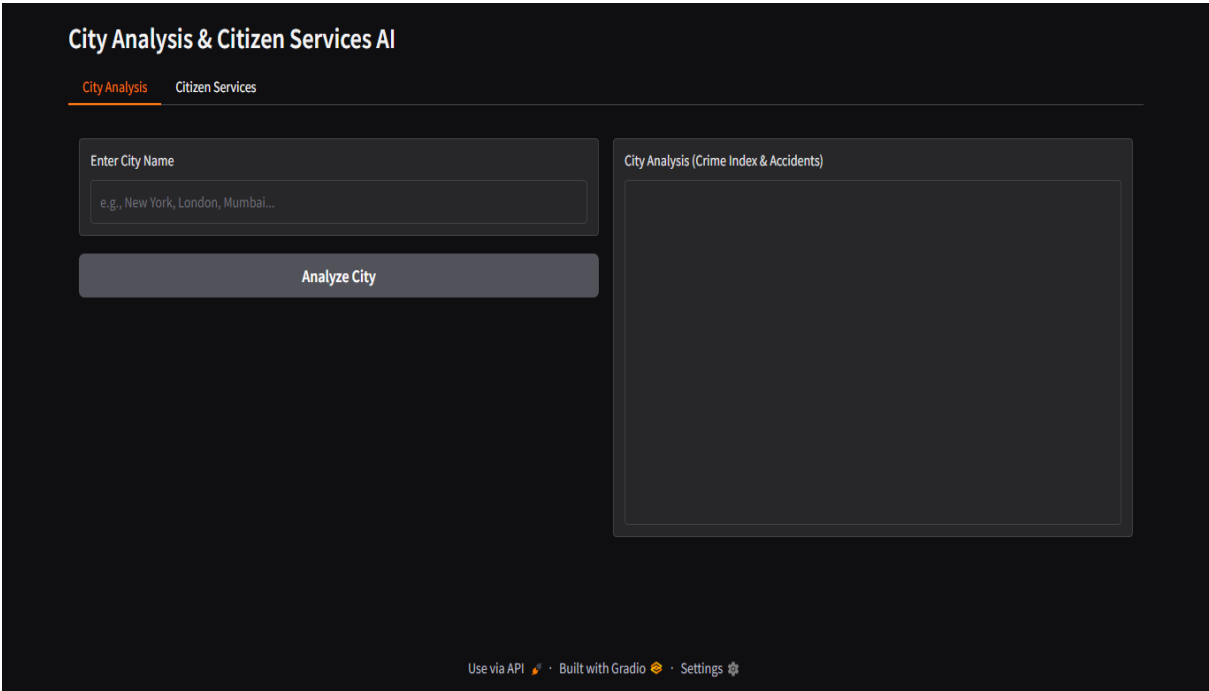 City Analysis & Citizen Services AI
City Analysis Citizen Services
Enter City Name
e.g., New York, London, Mumbai...
Analyze City
City Analysis (Crime Index & Accidents)
Use via API · Built with Gradio · Settings